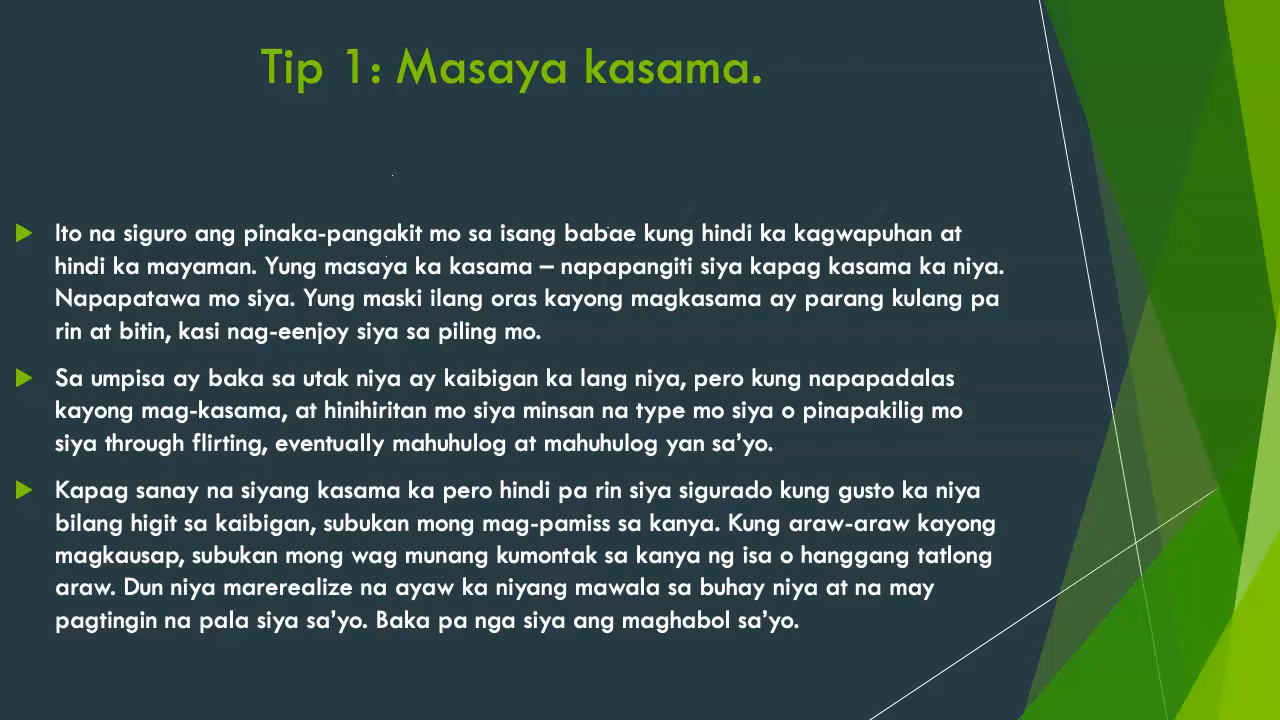 Tip 1: Masaya kasama.
Ito na siguro ang pinaka-pangakit mo sa isang babae kung hindi ka kagwapuhan at
hindi ka mayaman. Yung masaya ka kasama – napapangiti siya kapag kasama ka niya.
Napapatawa mo siya. Yung maski ilang oras kayong magkasama ay parang kulang pa
rin at bitin, kasi nag-eenjoy siya sa piling mo.
Sa umpisa ay baka sa utak niya ay kaibigan ka lang niya, pero kung napapadalas
kayong mag-kasama, at hinihiritan mo siya minsan na type mo siya o pinapakilig mo
siya through flirting, eventually mahuhulog at mahuhulog yan sa’yo.
Kapag sanay na siyang kasama ka pero hindi pa rin siya sigurado kung gusto ka niya
bilang higit sa kaibigan, subukan mong mag-pamiss sa kanya. Kung araw-araw kayong
magkausap, subukan mong wag munang kumontak sa kanya ng isa o hanggang tatlong
araw. Dun niya marerealize na ayaw ka niyang mawala sa buhay niya at na may
pagtingin na pala siya sa’yo. Baka pa nga siya ang maghabol sa’yo.